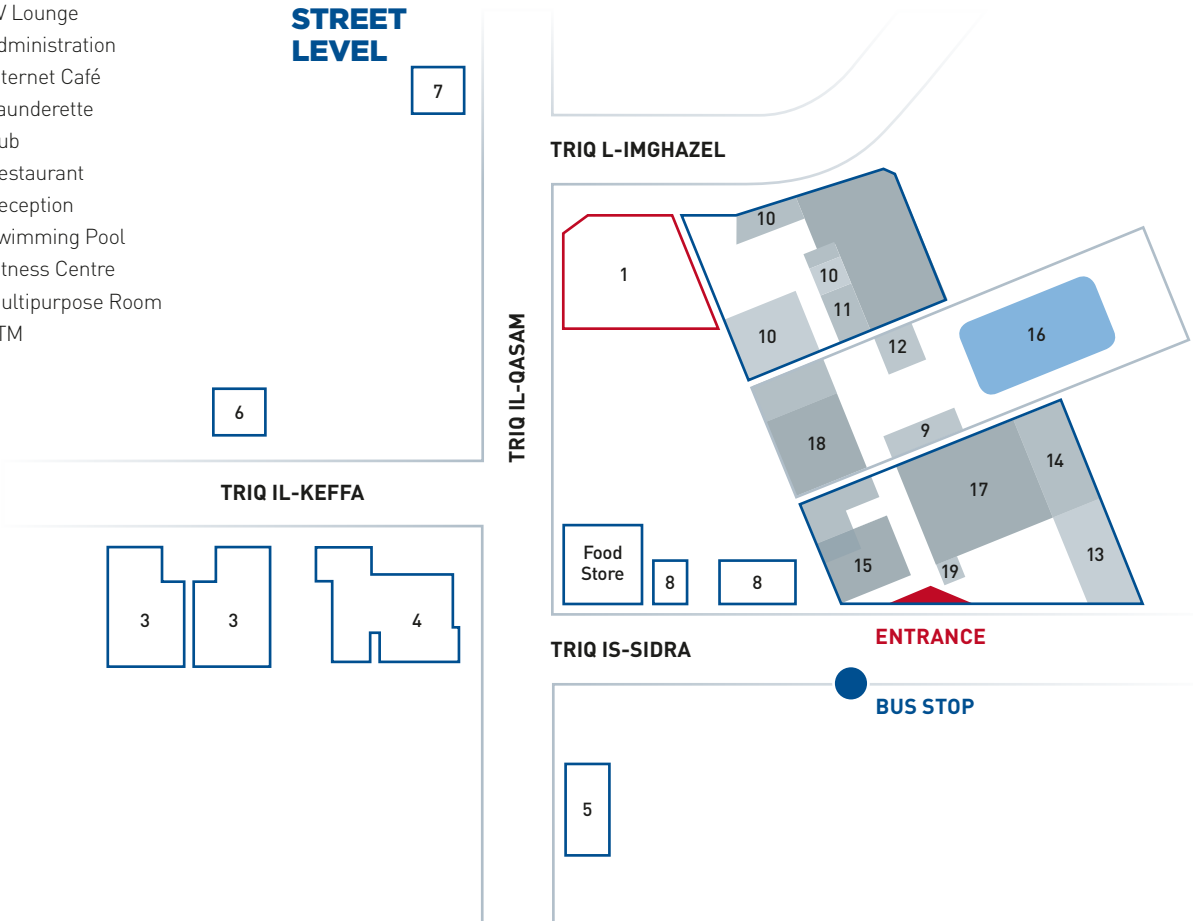 V Lounge
dministration
ternet Café
aunderette
ub
estaurant
eception
wimming Pool
tness Centre
ultipurpose Room
TM
STREET
LEVEL
7
TRIQ L-IMGHAZEL
10
1
10
11
10
12
16
TRIQ IL-QASAM
6
9
18
14
17
TRIQ IL-KEFFA
Food
Store
8
8
15
19
13
3
3
4
ENTRANCE
TRIQ IS-SIDRA
BUS STOP
5